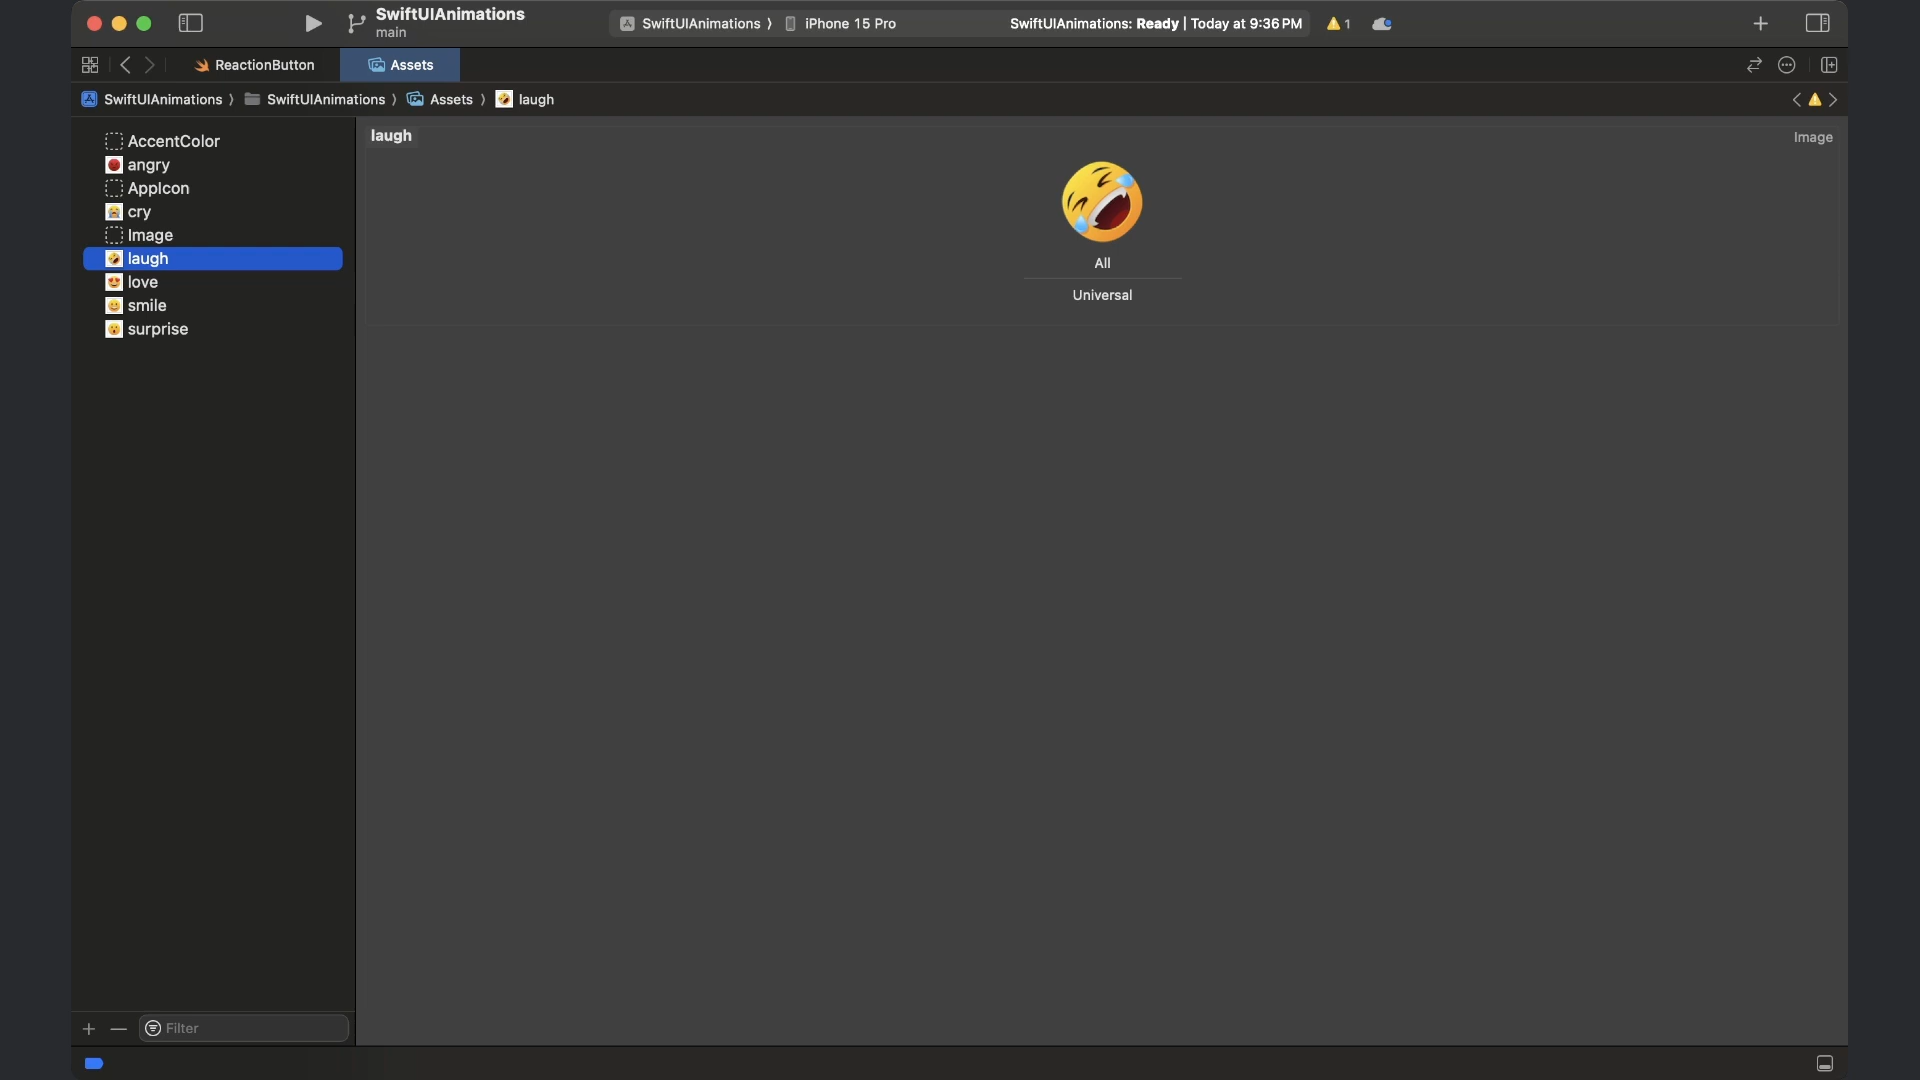 SwiftUIAnimations
main
SwiftUIAnimations 〉 iPhone 15 Pro
SwiftUIAnimations: Ready | Today at 9:36 PM
1
ReactionButton
Assets
SwiftUIAnimations 〉 SwiftUIAnimations 〉 Assets 〉 laugh
AccentColor
angry
AppIcon
cry
Image
laugh
love
smile
surprise
laugh
Image
All
Universal
Filter